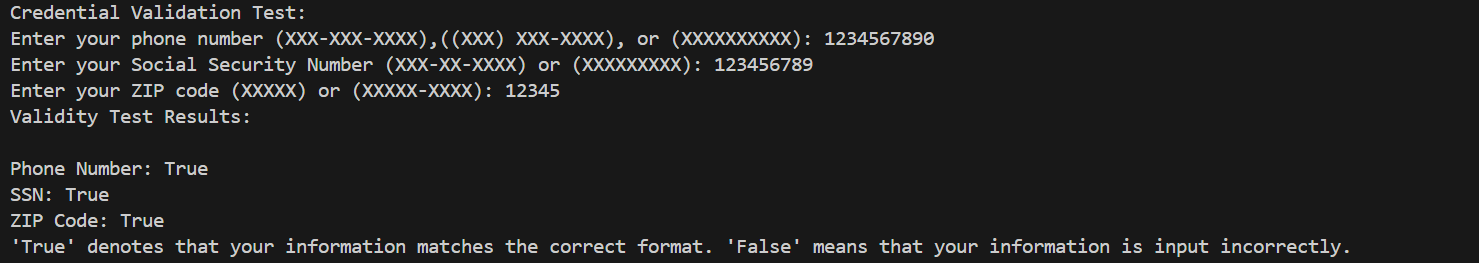 Credential Validation Test:
Enter your phone number (XXX-XXX-XXXX),((XXX) XXX-XXXX), or (XXXXXXXXXX): 1234567890
Enter your Social Security Number (XXX-XX-XXXX) or (XXXXXXXXX): 123456789
Enter your ZIP code (XXXXX) or (XXXXX-XXXX): 12345
Validity Test Results:

Phone Number: True
SSN: True
ZIP Code: True
'True' denotes that your information matches the correct format. 'False' means that your information is input incorrectly.